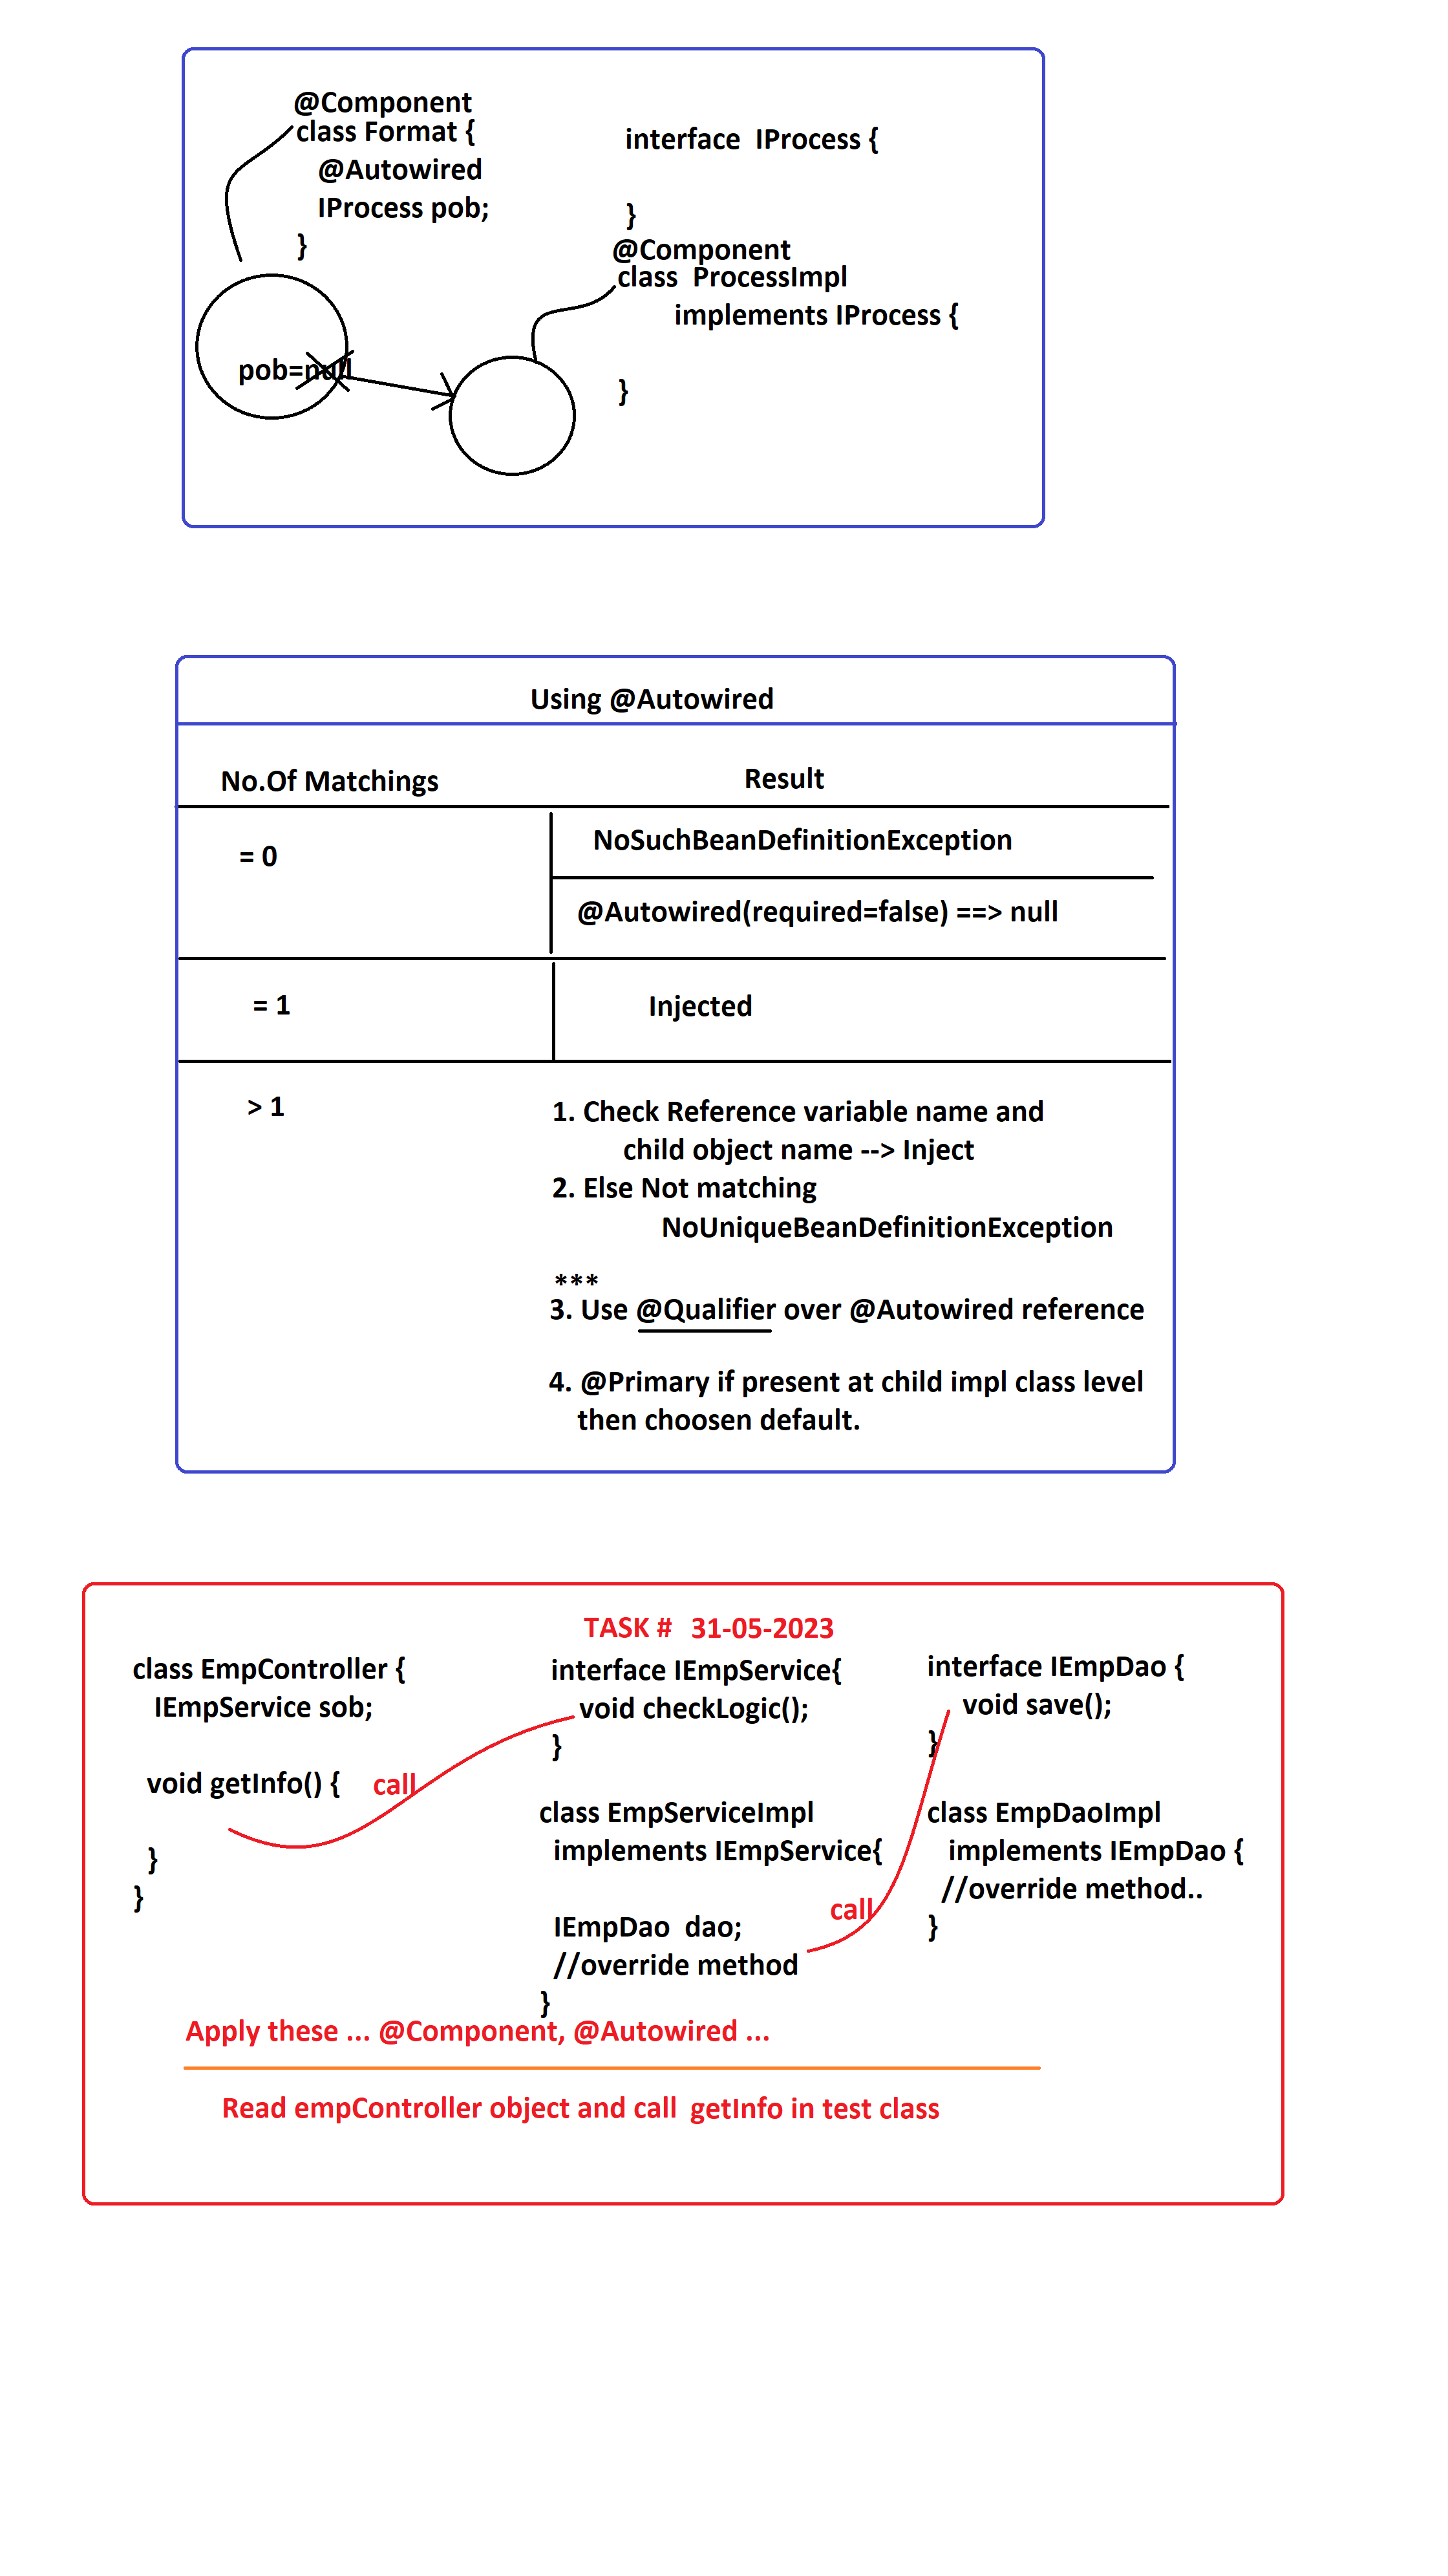 @Component
class Format {
@Autowired
IProcess pob;
}
pob=null
interface  IProcess {
}
@Component
class  ProcessImpl
implements IProcess {
}
Using @Autowired
No.Of Matchings
Result
= 0
NoSuchBeanDefinitionException
@Autowired(required=false) ==> null
= 1
Injected
> 1
1. Check Reference variable name and
child object name --> Inject
2. Else Not matching
NoUniqueBeanDefinitionException
***
3. Use @Qualifier over @Autowired reference
4. @Primary if present at child impl class level
then choosen default.
TASK #  31-05-2023
class EmpController {
IEmpService sob;
void getInfo() {
call
}
}
interface IEmpService{
void checkLogic();
}
class EmpServiceImpl
implements IEmpService{
IEmpDao  dao;
//override method
}
call
interface IEmpDao {
void save();
}
class EmpDaoImpl
implements IEmpDao {
//override method..
}
Apply these ... @Component, @Autowired ...
Read empController object and call  getInfo in test class